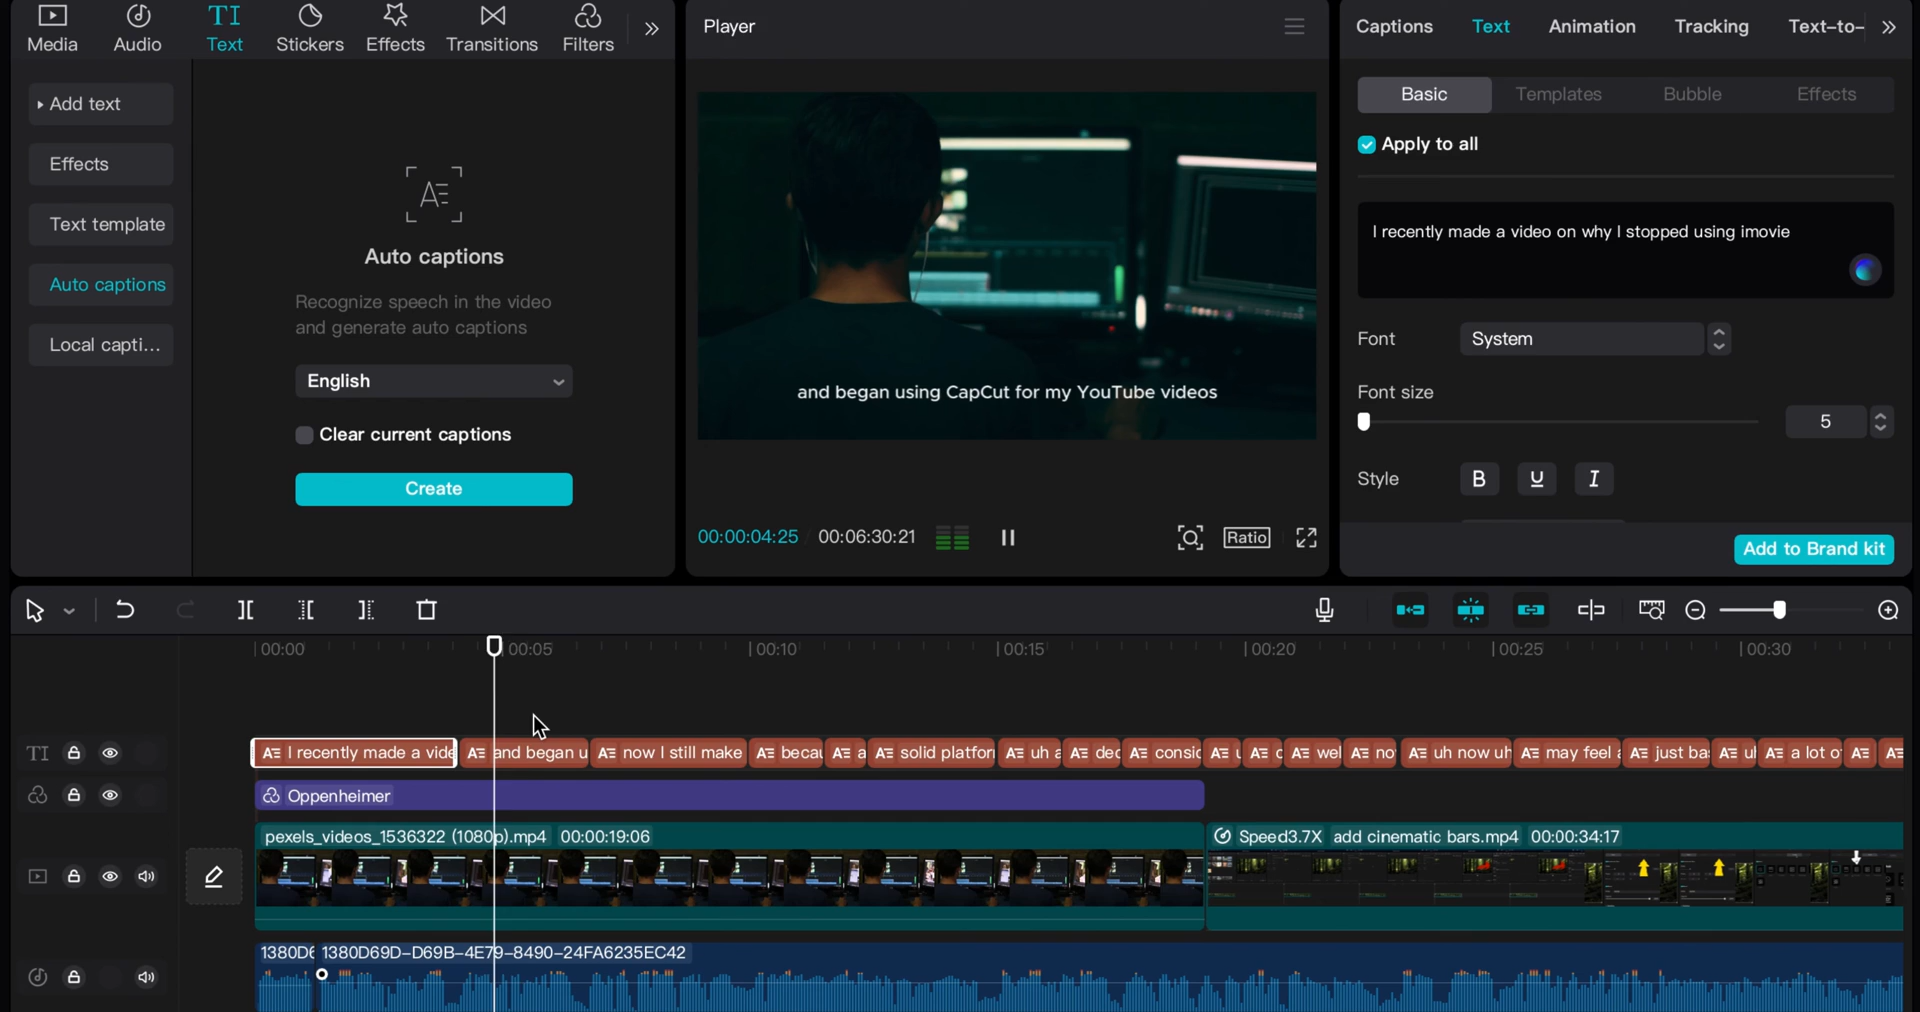 Media
Audio
TI
Text
Stickers
Effects
Transitions
Filters
Add text
Effects
Text template
Auto captions
Local capti...
Auto captions
Recognize speech in the video
and generate auto captions
English
Clear current captions
Create
Player
and began using CapCut for my YouTube videos
00:00:04:25
00:06:30:21
Ratio
Captions
Text
Animation
Tracking
Text-to-
Basic
Templates
Bubble
Effects
Apply to all
I recently made a video on why I stopped using imovie
Font
System
Font size
5
Style
B
U
I
Add to Brand kit
00:00
00:05
00:10
00:15
00:20
00:25
00:30
TI
I recently made a vide
and began u
now I still make
becau
a
solid platfor
uh a
dec
consid
u
c
wel
no
uh now uh
may feel a
just ba
ul
a lot o
Oppenheimer
pexels_videos_1536322 (1080p).mp4 00:00:19:06
Speed3.7X add cinematic bars.mp4 00:00:34:17
1380D6
1380D69D-D69B-4E79-8490-24FA6235EC42